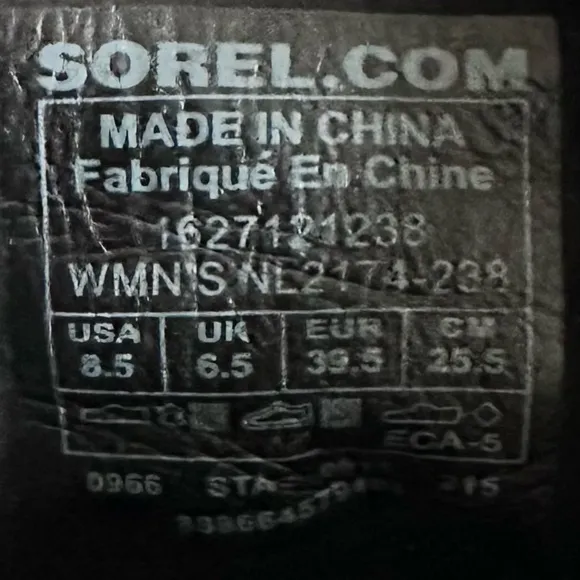 SOREL.COM
MADE IN CHINA
Fabriqué En Chine
1627121238
WMN'S NL2174-238
USA UK EUR CM
8.5 6.5 39.5 25.5
ECA-5
0966